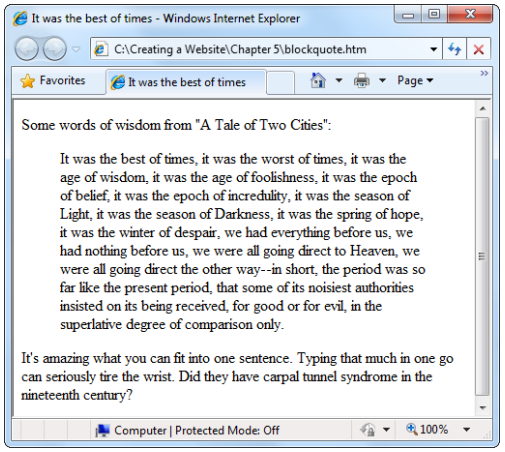 It was the best of times - Windows Internet Explorer
C:\Creating a Website\Chapter 5\blockquote.htm
Favorites It was the best of times Page
Some words of wisdom from "A Tale of Two Cities":
It was the best of times, it was the worst of times, it was the
age of wisdom, it was the age of foolishness, it was the epoch
of belief, it was the epoch of incredulity, it was the season of
Light, it was the season of Darkness, it was the spring of hope,
it was the winter of despair, we had everything before us, we
had nothing before us, we were all going direct to Heaven, we
were all going direct the other way--in short, the period was so
far like the present period, that some of its noisiest authorities
insisted on its being received, for good or for evil, in the
superlative degree of comparison only.
It's amazing what you can fit into one sentence. Typing that much in one go
can seriously tire the wrist. Did they have carpal tunnel syndrome in the
nineteenth century?
Computer | Protected Mode: Off 100%